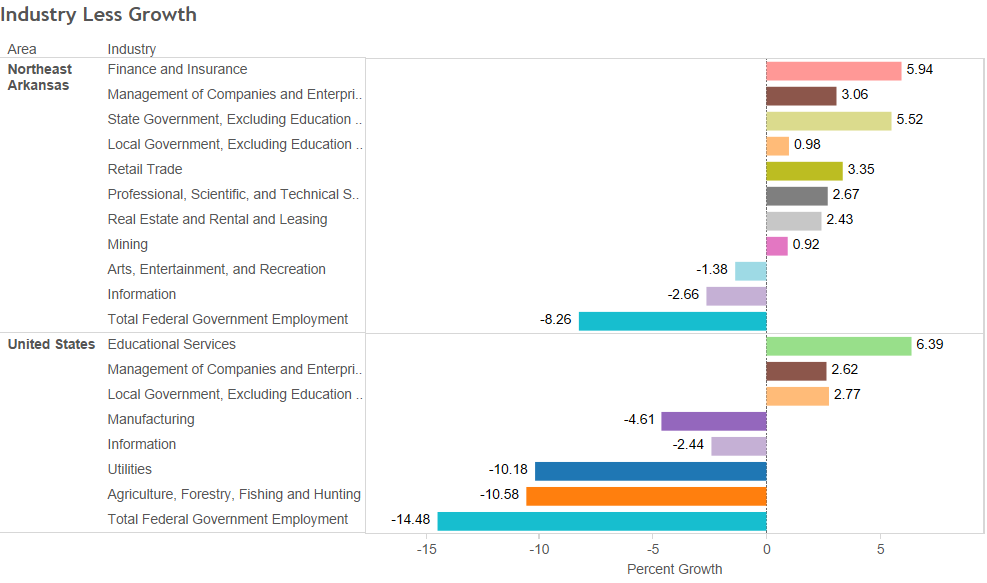 Industry Less Growth
Area Industry
Northeast Arkansas Finance and Insurance 5.94
Management of Companies and Enterpri.. 3.06
State Government, Excluding Education .. 5.52
Local Government, Excluding Education .. 0.98
Retail Trade 3.35
Professional, Scientific, and Technical S.. 2.67
Real Estate and Rental and Leasing 2.43
Mining 0.92
Arts, Entertainment, and Recreation -1.38
Information -2.66
Total Federal Government Employment -8.26
United States Educational Services 6.39
Management of Companies and Enterpri.. 2.62
Local Government, Excluding Education .. 2.77
Manufacturing -4.61
Information -2.44
Utilities -10.18
Agriculture, Forestry, Fishing and Hunting -10.58
Total Federal Government Employment -14.48
-15 -10 -5 0 5
Percent Growth